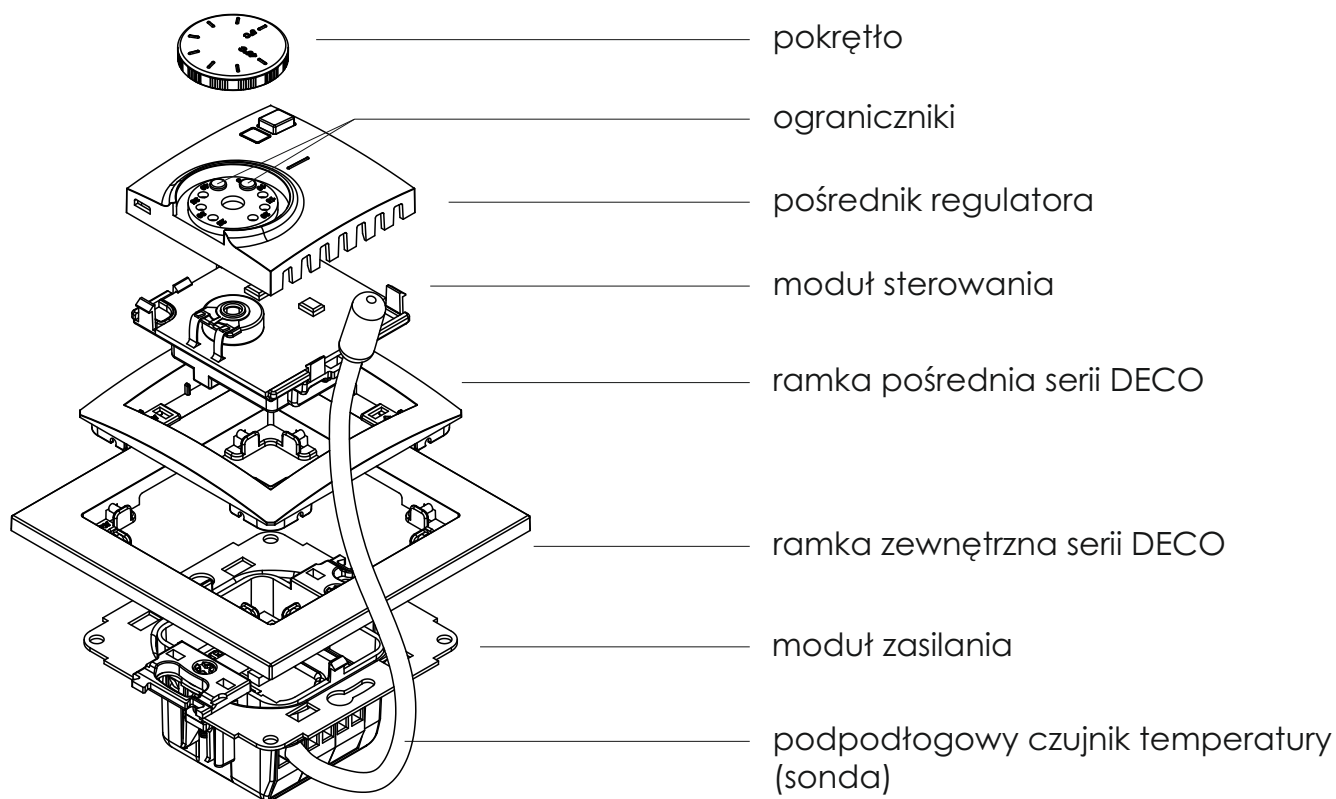 pokrętło
ograniczniki
pośrednik regulatora
moduł sterowania
ramka pośrednia serii DECO
ramka zewnętrzna serii DECO
moduł zasilania
podpodłogowy czujnik temperatury
(sonda)